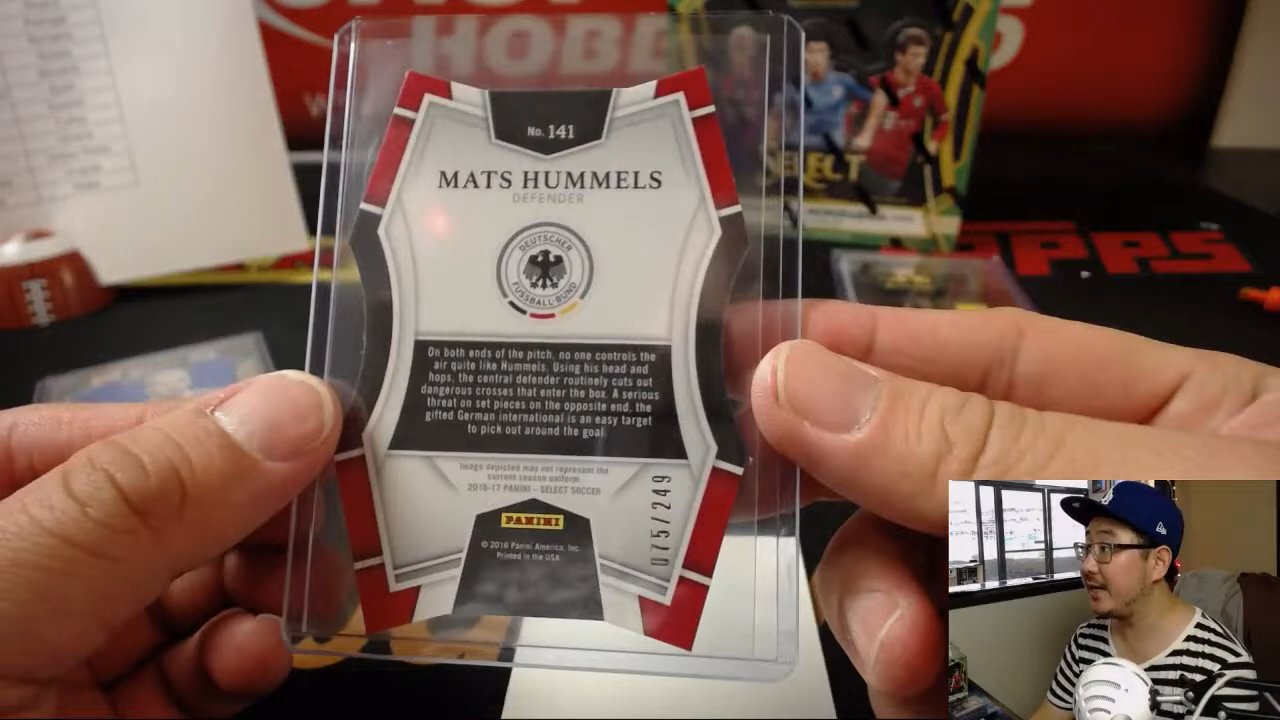 HOBB
SELECT
TOPPS
No. 141
MATS HUMMELS
DEFENDER
DEUTSCHER
FUSSBALL-BUND
On both ends of the pitch, no one controls the
air quite like Hummels. Using his head and
hops, the central defender routinely cuts out
dangerous crosses that enter the box. A serious
threat on set pieces on the opposite end, the
gifted German international is an easy target
to pick out around the goal.
Image depicted may not represent the
current season uniform.
2016-17 PANINI – SELECT SOCCER
075/249
PANINI
© 2016 Panini America, Inc.
Printed in the USA